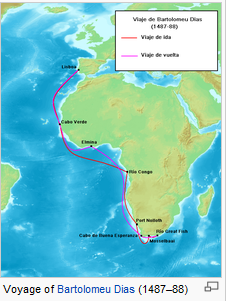 Viaje de Bartolomeu Dias
(1487-88)
Viaje de ida
Viaje de vuelta
Lisboa
Cabo Verde
Elmina
Río Congo
Port Nolloth
Cabo de Buena Esperanza
Río Great Fish
Mosselbaai
Voyage of Bartolomeu Dias (1487–88)